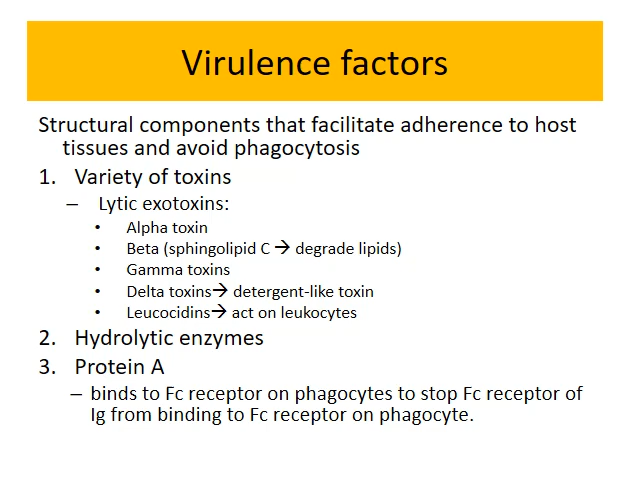 Virulence factors
Structural components that facilitate adherence to host
tissues and avoid phagocytosis
1. Variety of toxins
– Lytic exotoxins:
• Alpha toxin
• Beta (sphingolipid C → degrade lipids)
• Gamma toxins
• Delta toxins→ detergent-like toxin
• Leucocidins→ act on leukocytes
2. Hydrolytic enzymes
3. Protein A
– binds to Fc receptor on phagocytes to stop Fc receptor of
Ig from binding to Fc receptor on phagocyte.